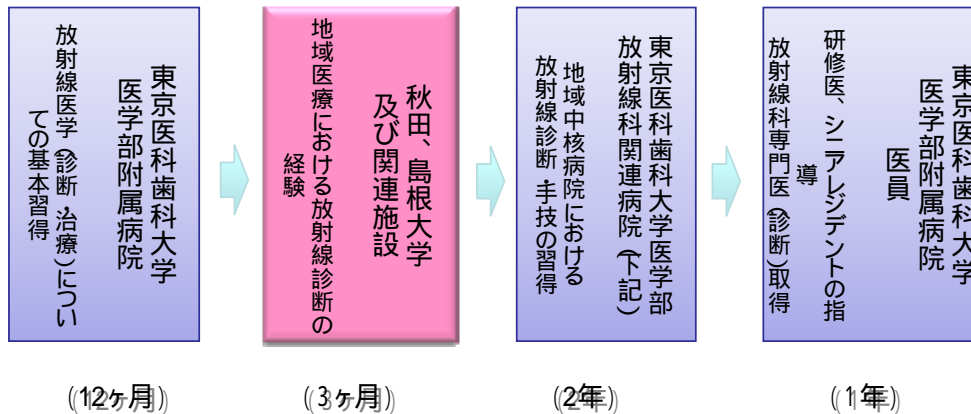 東京医科歯科大学
医学部附属病院
放射線医学(診断・治療)につい
ての基本習得
(12ヶ月)
秋田、島根大学
及び関連施設
地域医療における放射線診断の
経験
(3ヶ月)
東京医科歯科大学医学部
放射線科関連病院(下記)
地域中核病院における
放射線診断・手技の習得
(2年)
東京医科歯科大学
医学部附属病院
医員
研修医、シニアレジデントの指
導
放射線科専門医(診断)取得
(1年)